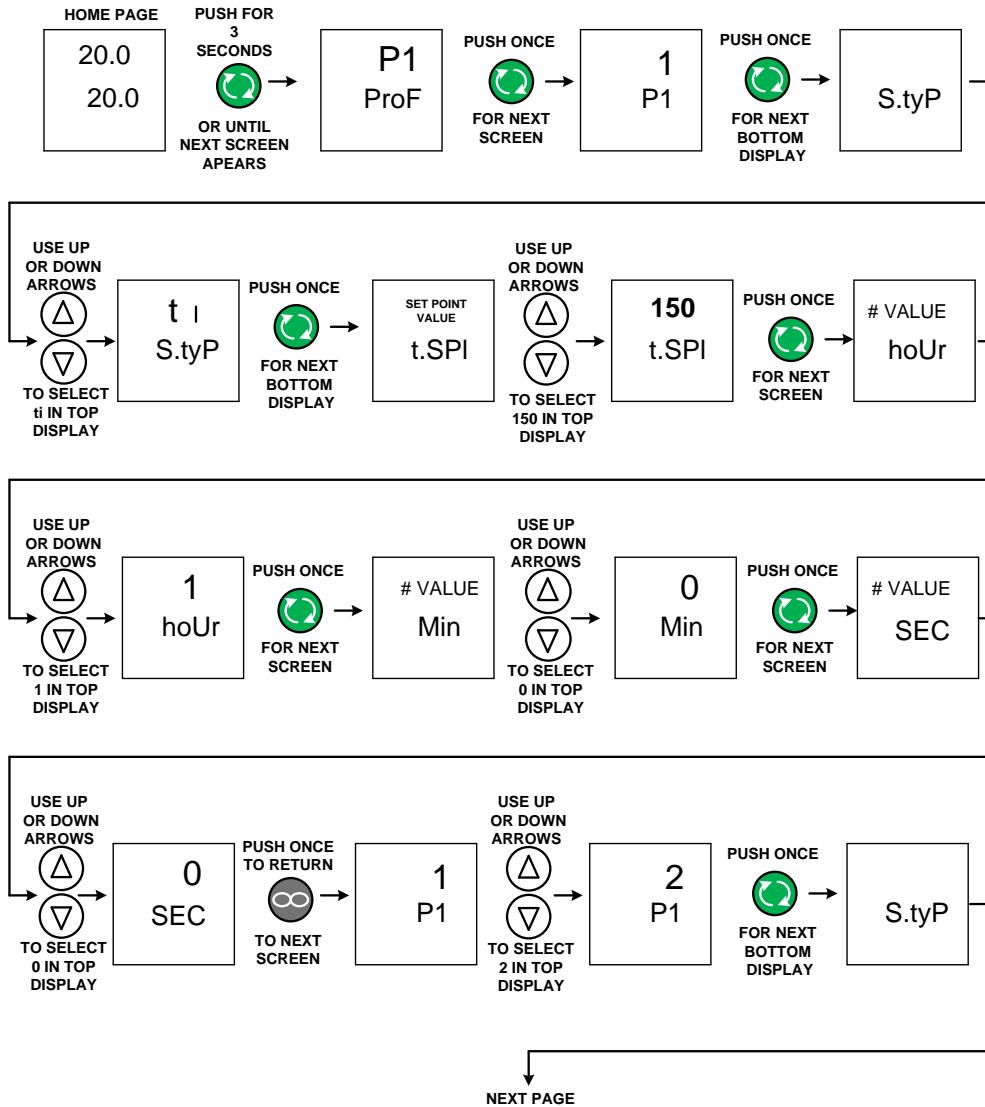 HOME PAGE
20.0
20.0
PUSH FOR
3
SECONDS
OR UNTIL
NEXT SCREEN
APEARS
P1
ProF
PUSH ONCE
FOR NEXT
SCREEN
1
P1
PUSH ONCE
FOR NEXT
BOTTOM
DISPLAY
S.tyP
USE UP
OR DOWN
ARROWS
TO SELECT
ti IN TOP
DISPLAY
t I
S.tyP
PUSH ONCE
FOR NEXT
BOTTOM
DISPLAY
SET POINT
VALUE
t.SPI
USE UP
OR DOWN
ARROWS
TO SELECT
150 IN TOP
DISPLAY
150
t.SPI
PUSH ONCE
FOR NEXT
SCREEN
# VALUE
hoUr
USE UP
OR DOWN
ARROWS
TO SELECT
1 IN TOP
DISPLAY
1
hoUr
PUSH ONCE
FOR NEXT
SCREEN
# VALUE
Min
USE UP
OR DOWN
ARROWS
TO SELECT
0 IN TOP
DISPLAY
0
Min
PUSH ONCE
FOR NEXT
SCREEN
# VALUE
SEC
USE UP
OR DOWN
ARROWS
TO SELECT
0 IN TOP
DISPLAY
0
SEC
PUSH ONCE
TO RETURN
TO NEXT
SCREEN
1
P1
USE UP
OR DOWN
ARROWS
TO SELECT
2 IN TOP
DISPLAY
2
P1
PUSH ONCE
FOR NEXT
BOTTOM
DISPLAY
S.tyP
NEXT PAGE